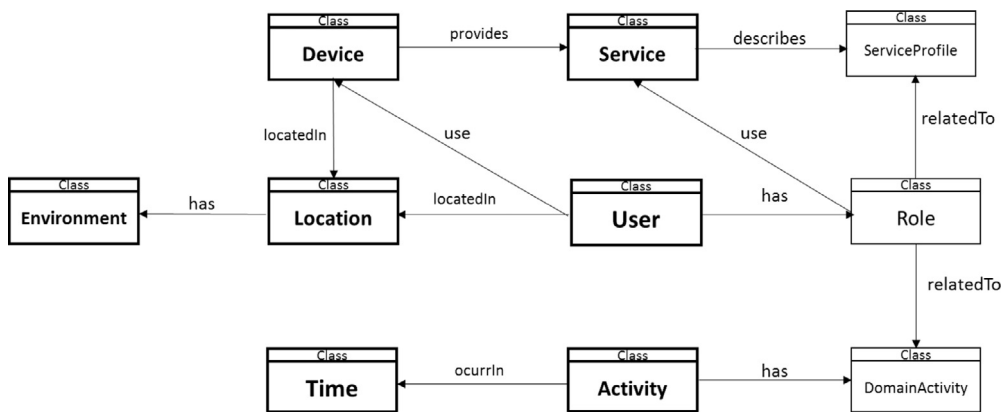 Class
Device
provides
Class
Service
describes
Class
ServiceProfile
locatedIn
use
use
relatedTo
Class
Environment
has
Class
Location
locatedIn
Class
User
has
Class
Role
relatedTo
Class
Time
ocurrIn
Class
Activity
has
Class
DomainActivity